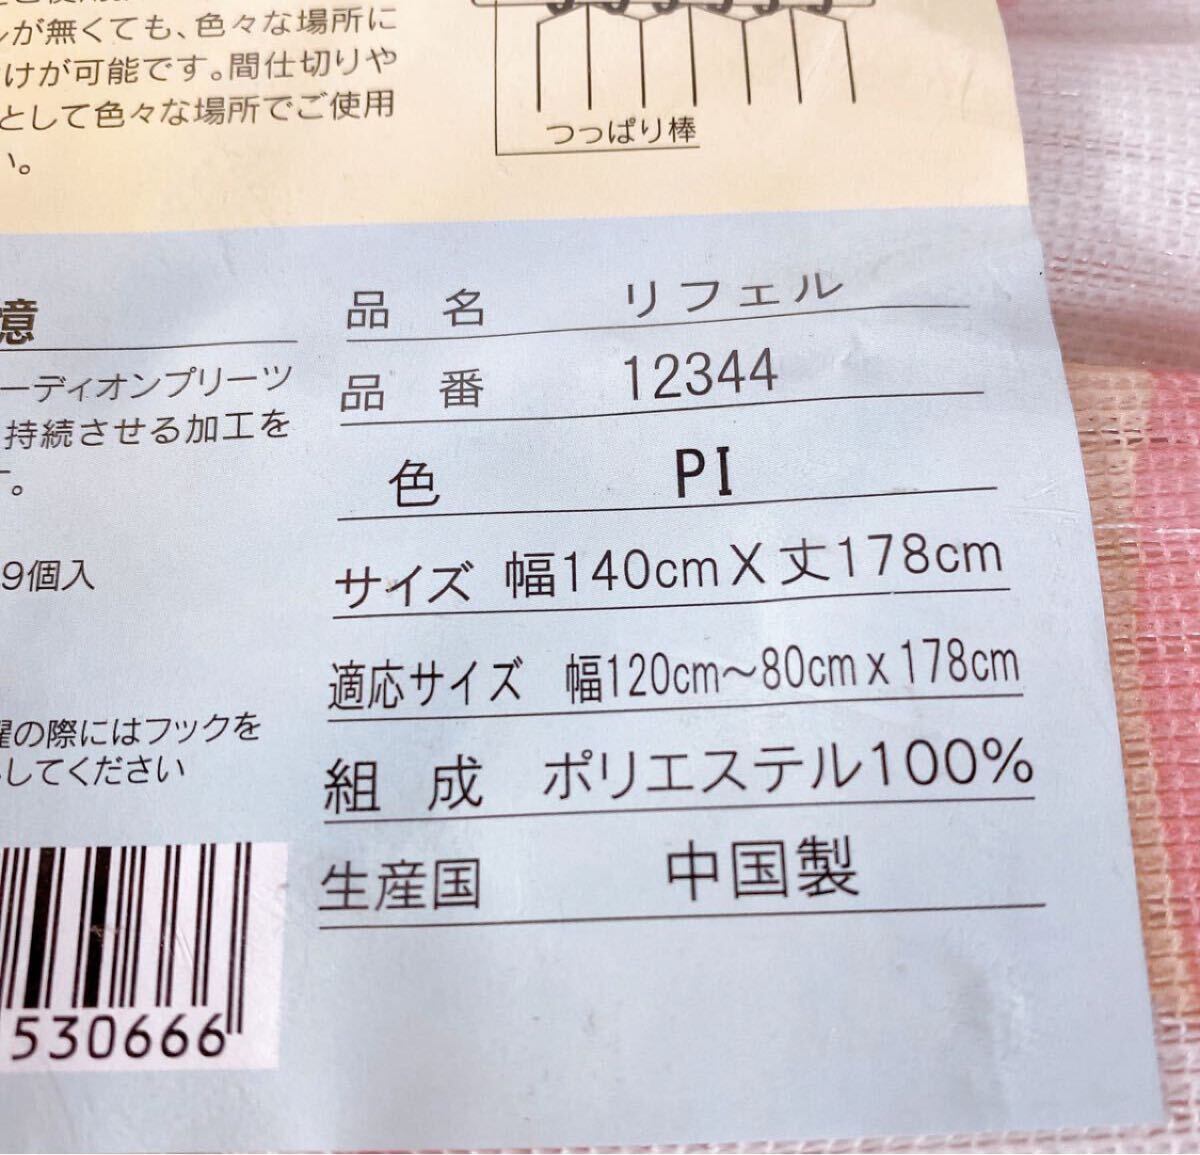 が無くても、色々な場所に
けが可能です。間仕切りや
として色々な場所でご使用
い。
つっぱり棒
憶
ーディオンプリーツ
持続させる加工を
す。
9個入
濯の際にはフックを
してください
530666
品名 リフェル
品番 12344
色 PI
サイズ 幅140cm X 丈178cm
適応サイズ 幅120cm〜80cm x 178cm
組成 ポリエステル100%
生産国 中国製